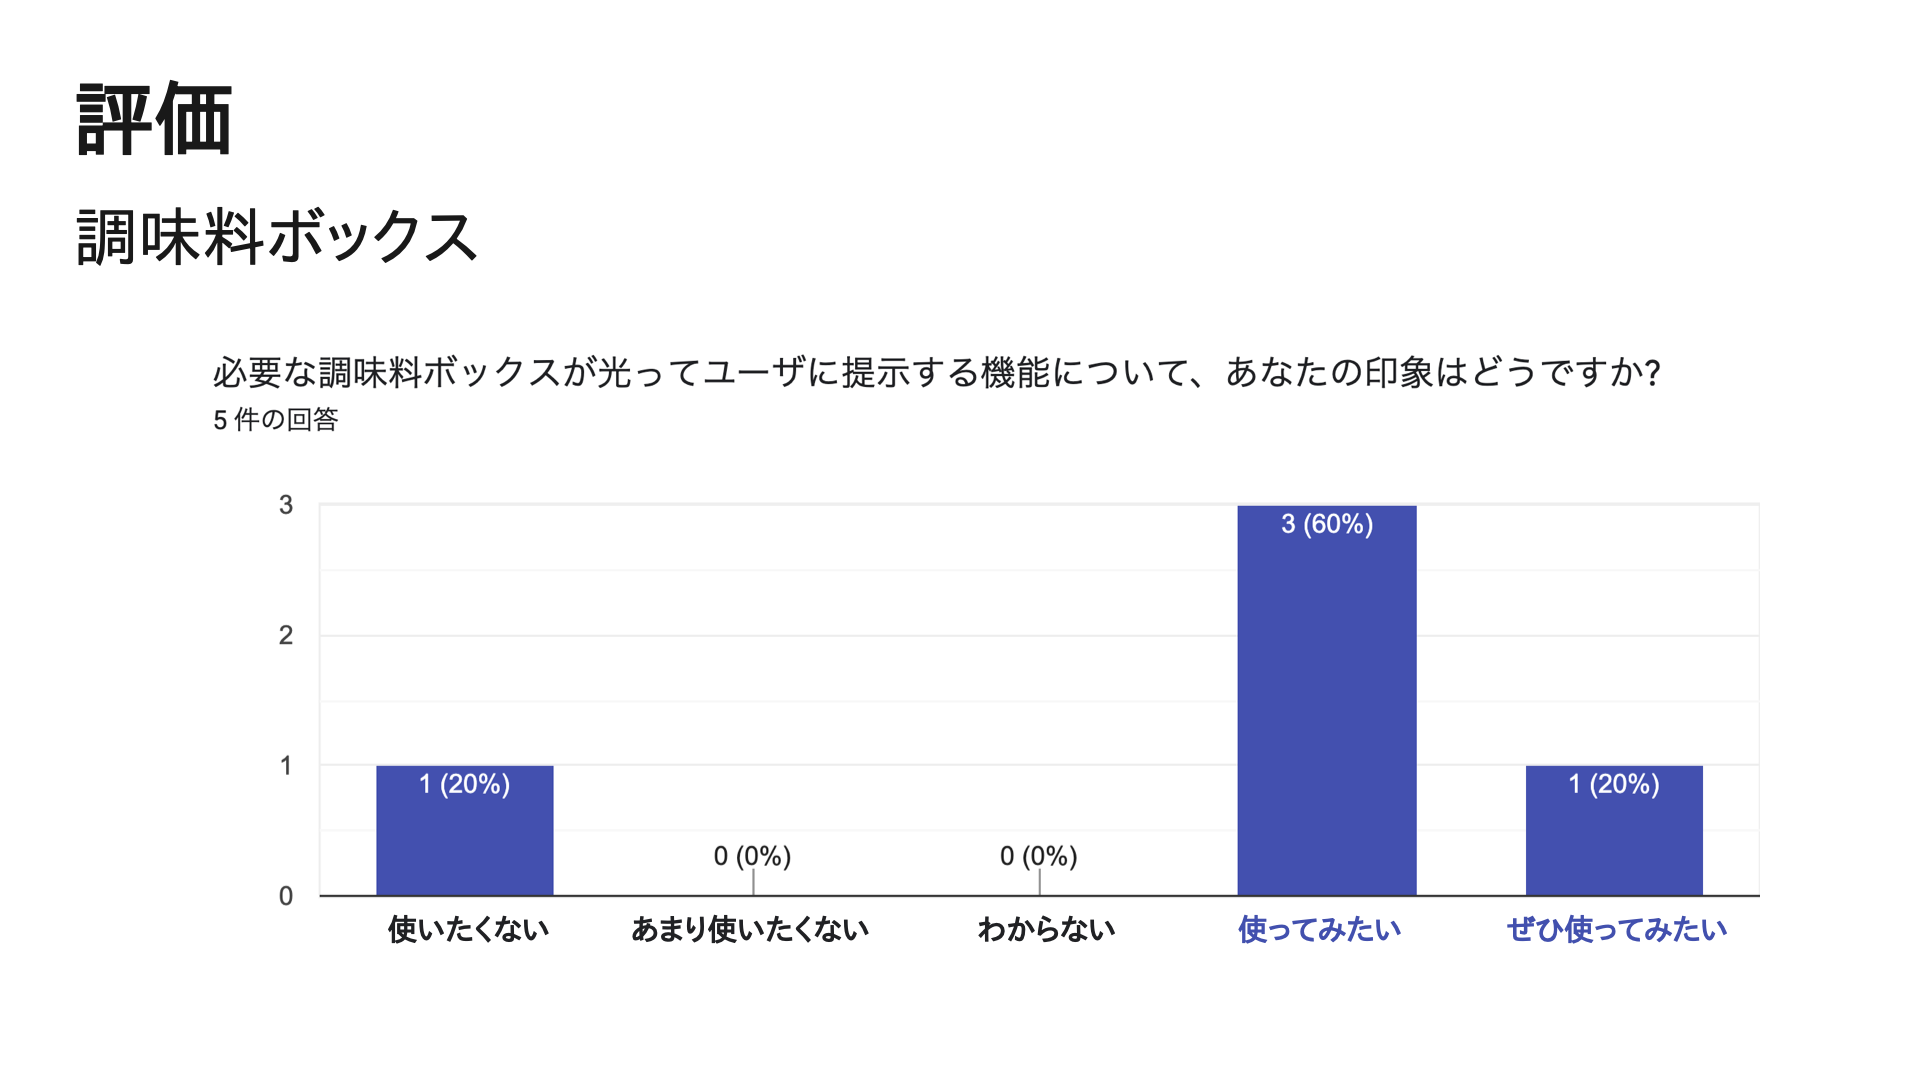 評価
調味料ボックス
必要な調味料ボックスが光ってユーザに提示する機能について、あなたの印象はどうですか?
5 件の回答
3
2
1
0
1 (20%)
0 (0%)
0 (0%)
3 (60%)
1 (20%)
使いたくない
あまり使いたくない
わからない
使ってみたい
ぜひ使ってみたい